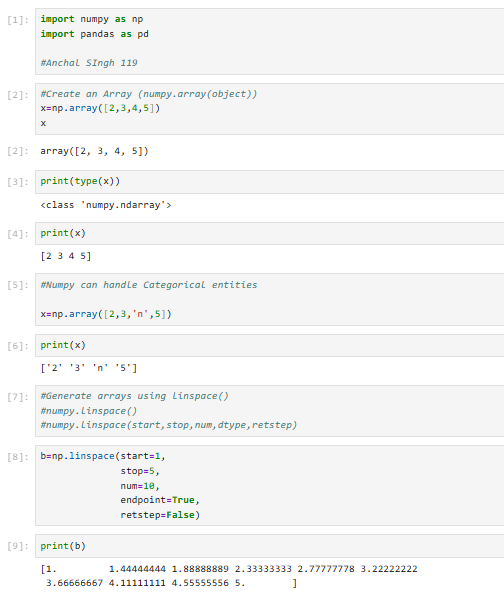 [1]: import numpy as np
import pandas as pd
#Anchal SIngh 119
[2]: #Create an Array (numpy.array(object))
x=np.array([2,3,4,5])
x
[2]: array([2, 3, 4, 5])
[3]: print(type(x))
<class 'numpy.ndarray'>
[4]: print(x)
[2 3 4 5]
[5]: #Numpy can handle Categorical entities
x=np.array([2,3,'n',5])
[6]: print(x)
['2' '3' 'n' '5']
[7]: #Generate arrays using linspace()
#numpy.linspace()
#numpy.linspace(start,stop,num,dtype,retstep)
[8]: b=np.linspace(start=1,
stop=5,
num=10,
endpoint=True,
retstep=False)
[9]: print(b)
[1. 1.44444444 1.88888889 2.33333333 2.77777778 3.22222222
3.66666667 4.11111111 4.55555556 5. ]